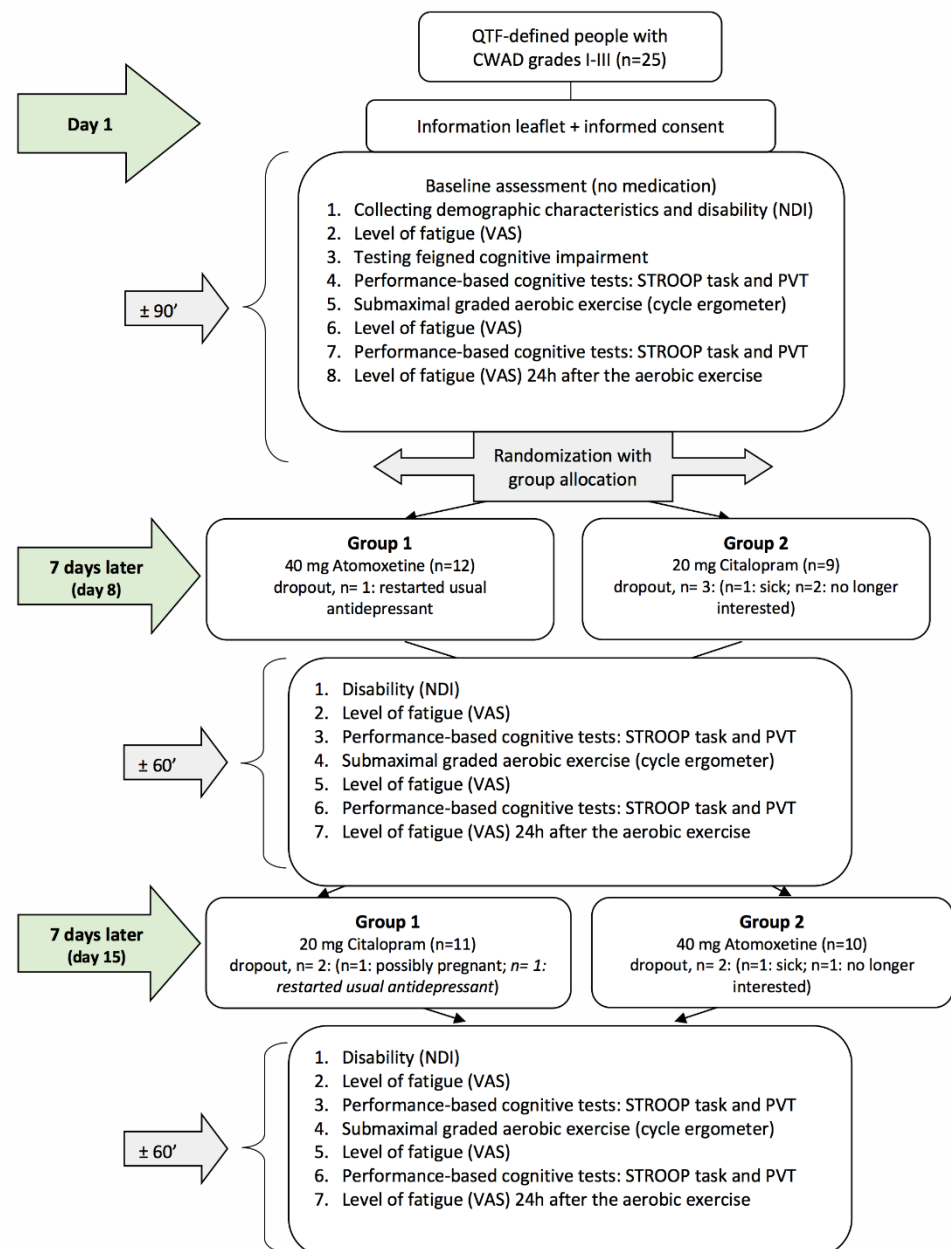 QTF-defined people with
CWAD grades I-III (n=25)
Day 1
Information leaflet + informed consent
Baseline assessment (no medication)
1. Collecting demographic characteristics and disability (NDI)
2. Level of fatigue (VAS)
3. Testing feigned cognitive impairment
4. Performance-based cognitive tests: STROOP task and PVT
5. Submaximal graded aerobic exercise (cycle ergometer)
6. Level of fatigue (VAS)
7. Performance-based cognitive tests: STROOP task and PVT
8. Level of fatigue (VAS) 24h after the aerobic exercise
± 90’
Randomization with
group allocation
7 days later
(day 8)
Group 1
40 mg Atomoxetine (n=12)
dropout, n= 1: restarted usual
antidepressant
Group 2
20 mg Citalopram (n=9)
dropout, n= 3: (n=1: sick; n=2: no longer
interested)
± 60’
1. Disability (NDI)
2. Level of fatigue (VAS)
3. Performance-based cognitive tests: STROOP task and PVT
4. Submaximal graded aerobic exercise (cycle ergometer)
5. Level of fatigue (VAS)
6. Performance-based cognitive tests: STROOP task and PVT
7. Level of fatigue (VAS) 24h after the aerobic exercise
7 days later
(day 15)
Group 1
20 mg Citalopram (n=11)
dropout, n= 2: (n=1: possibly pregnant; n= 1:
restarted usual antidepressant)
Group 2
40 mg Atomoxetine (n=10)
dropout, n= 2: (n=1: sick; n=1: no longer
interested)
± 60’
1. Disability (NDI)
2. Level of fatigue (VAS)
3. Performance-based cognitive tests: STROOP task and PVT
4. Submaximal graded aerobic exercise (cycle ergometer)
5. Level of fatigue (VAS)
6. Performance-based cognitive tests: STROOP task and PVT
7. Level of fatigue (VAS) 24h after the aerobic exercise